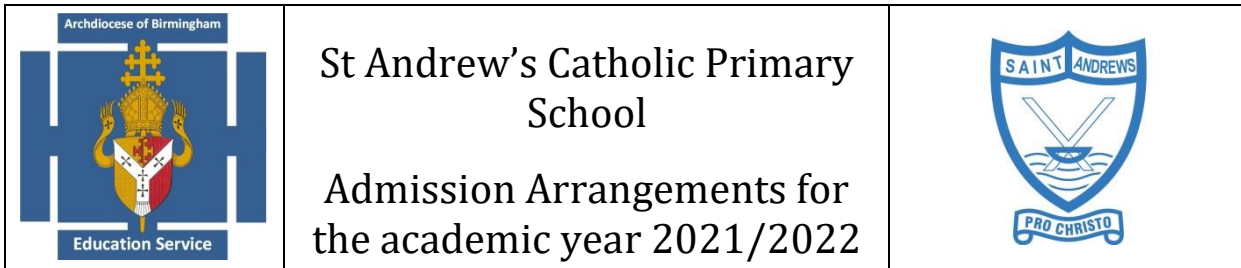 Archdiocese of Birmingham
Education Service
St Andrew’s Catholic Primary
School
Admission Arrangements for
the academic year 2021/2022
SAINT ANDREWS
PRO CHRISTO